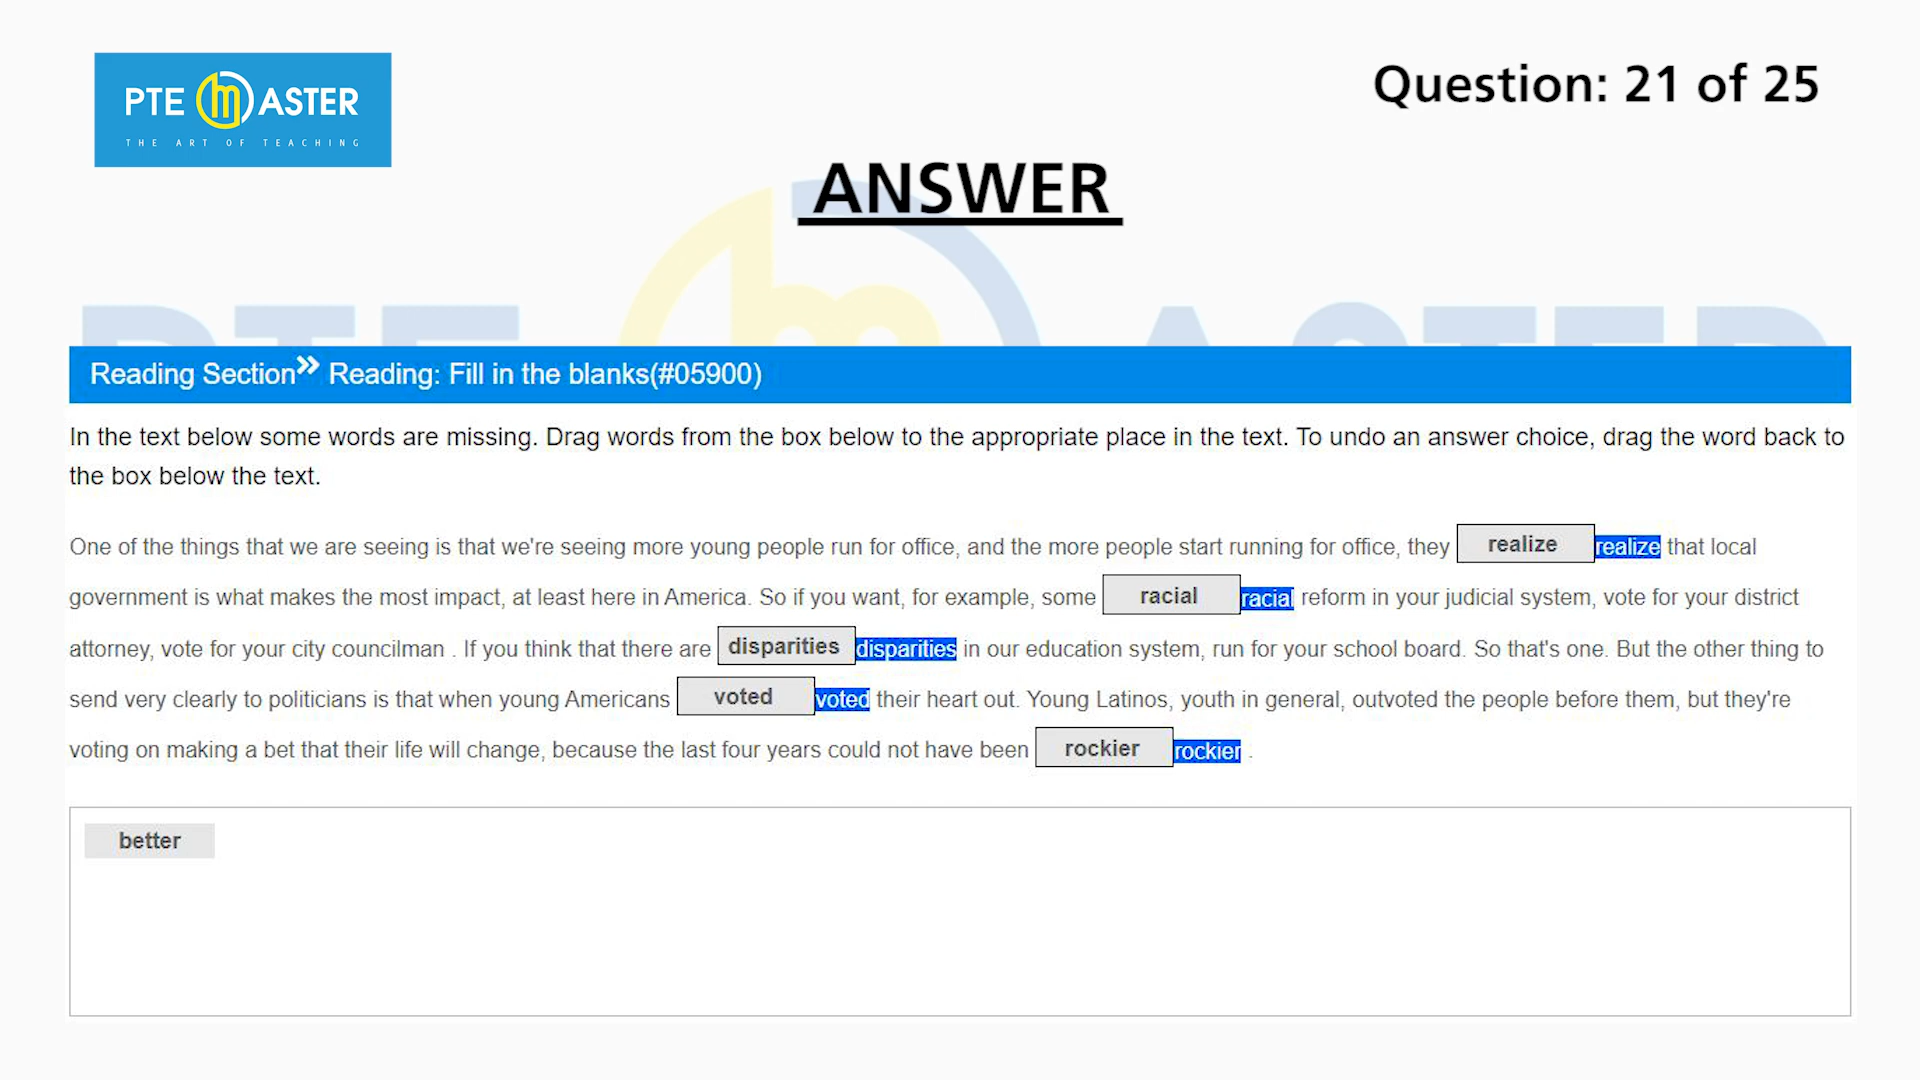 PTE MASTER
THE ART OF TEACHING
Question: 21 of 25
ANSWER
PTE MASTER
Reading Section» Reading: Fill in the blanks(#05900)
In the text below some words are missing. Drag words from the box below to the appropriate place in the text. To undo an answer choice, drag the word back to
the box below the text.
One of the things that we are seeing is that we're seeing more young people run for office, and the more people start running for office, they realize realize that local
government is what makes the most impact, at least here in America. So if you want, for example, some racial racial reform in your judicial system, vote for your district
attorney, vote for your city councilman . If you think that there are disparities disparities in our education system, run for your school board. So that's one. But the other thing to
send very clearly to politicians is that when young Americans voted voted their heart out. Young Latinos, youth in general, outvoted the people before them, but they're
voting on making a bet that their life will change, because the last four years could not have been rockier rockier .
better